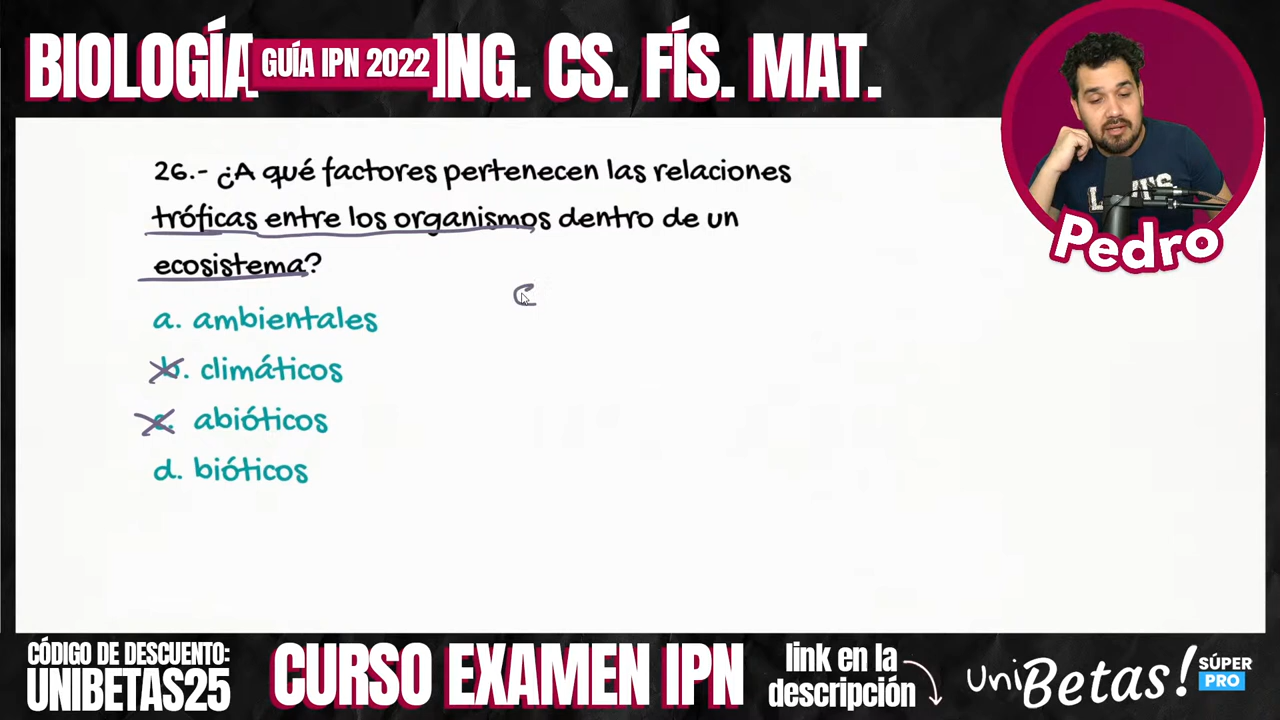 BIOLOGÍA[GUÍA IPN 2022]ING. CS. FÍS. MAT.
26.- ¿A qué factores pertenecen las relaciones
tróficas entre los organismos dentro de un
ecosistema?
a. ambientales
b. climáticos
c. abióticos
d. bióticos
Pedro
CÓDIGO DE DESCUENTO:
UNIBETAS25
CURSO EXAMEN IPN
link en la
descripción
UniBetas!
SÚPER
PRO